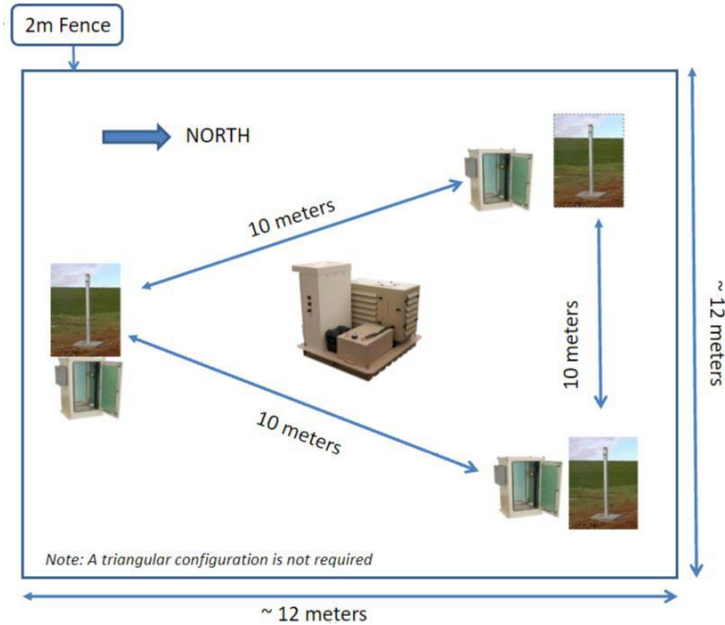 2m Fence
NORTH
10 meters
10 meters
10 meters
~ 12 meters
Note: A triangular configuration is not required
~ 12 meters